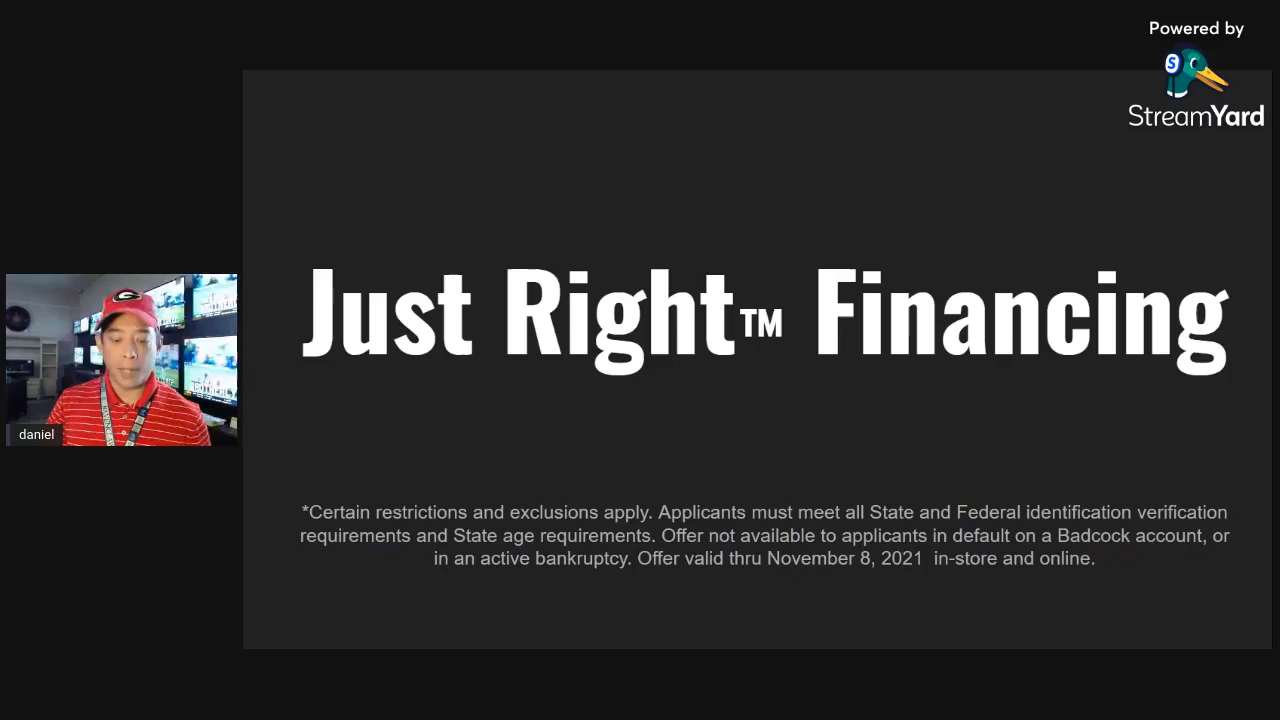 Powered by
StreamYard
Just Right™ Financing
daniel
*Certain restrictions and exclusions apply. Applicants must meet all State and Federal identification verification
requirements and State age requirements. Offer not available to applicants in default on a Badcock account, or
in an active bankruptcy. Offer valid thru November 8, 2021 in-store and online.